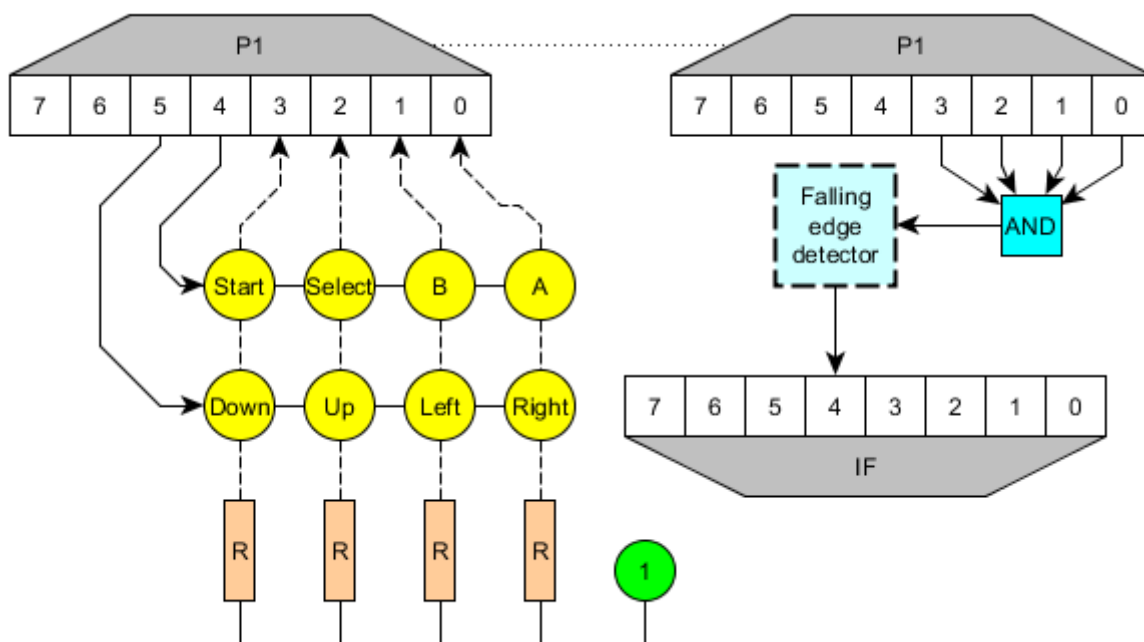 P1 P1
7 6 5 4 3 2 1 0 7 6 5 4 3 2 1 0
Falling
edge
detector
AND
Start Select B A
Down Up Left Right
7 6 5 4 3 2 1 0
IF
R R R R 1